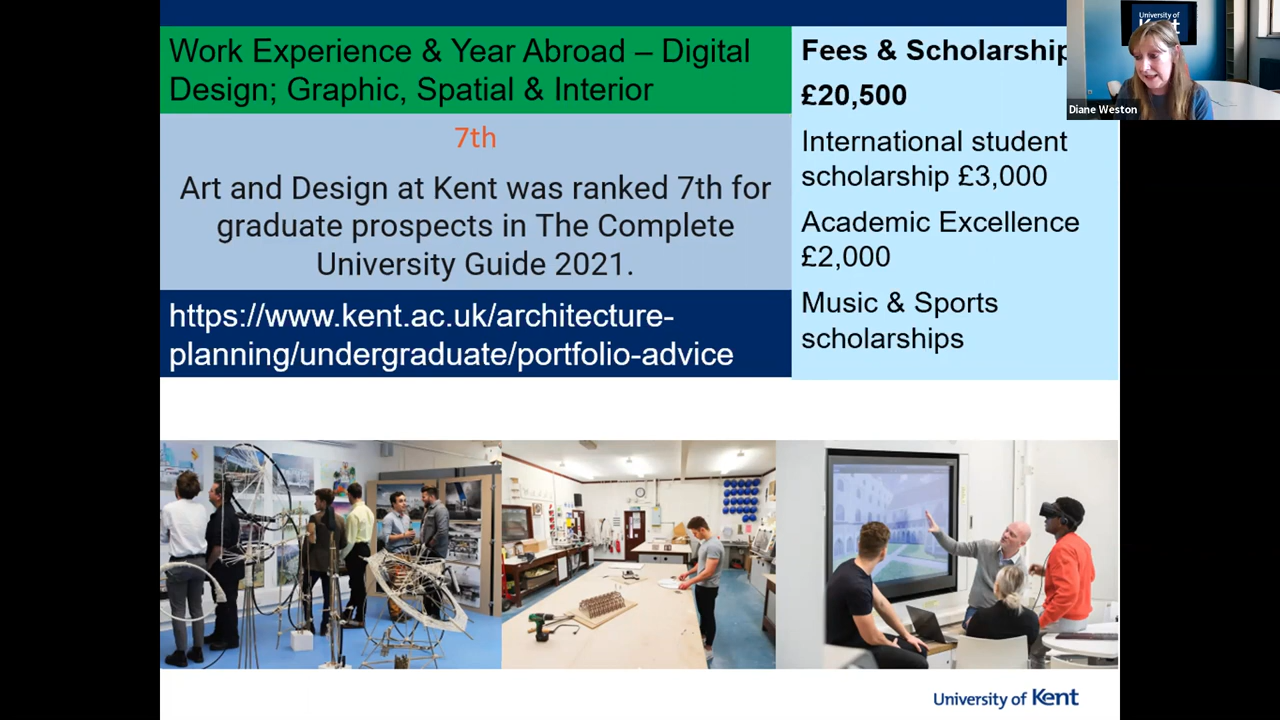 Work Experience & Year Abroad – Digital
Design; Graphic, Spatial & Interior
7th
Art and Design at Kent was ranked 7th for
graduate prospects in The Complete
University Guide 2021.
https://www.kent.ac.uk/architecture-
planning/undergraduate/portfolio-advice
Fees & Scholarship
£20,500
International student
scholarship £3,000
Academic Excellence
£2,000
Music & Sports
scholarships
University of
Kent
Diane Weston
University of Kent